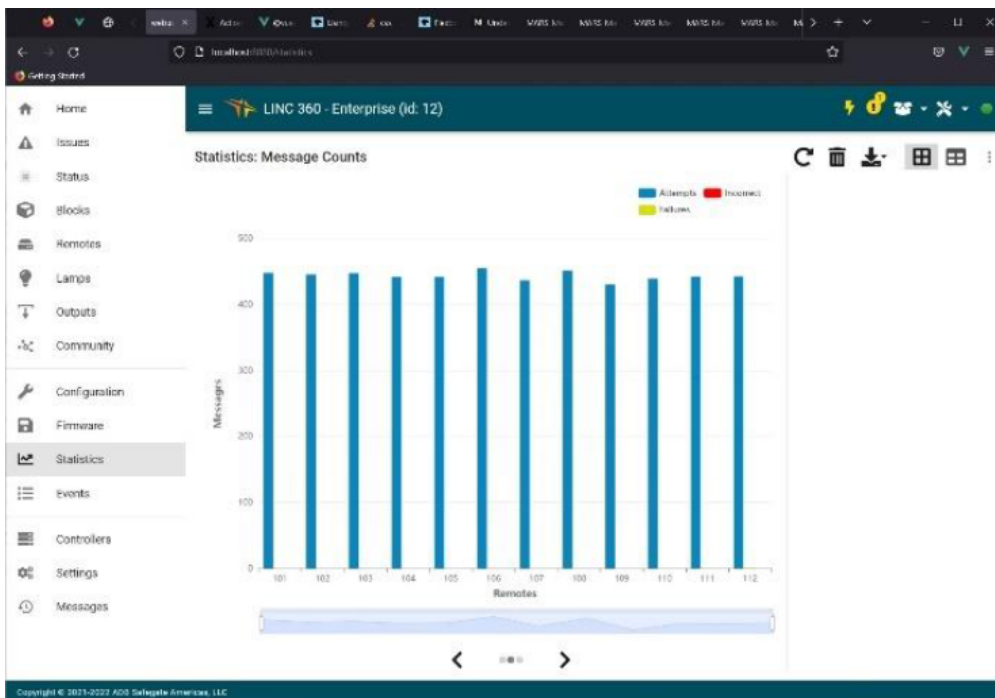 Getting Started
Home
Issues
Status
Blocks
Remotes
Lamps
Outputs
Community
Configuration
Firmware
Statistics
Events
Controllers
Settings
Messages
LINC 360 - Enterprise (id: 12)
Statistics: Message Counts
Attempts
Incorrect
Failures
Messages
500
400
300
200
100
0
101 102 103 104 105 106 107 108 109 110 111 112
Remotes
Copyright © 2021-2022 ADB Safegate Americas, LLC